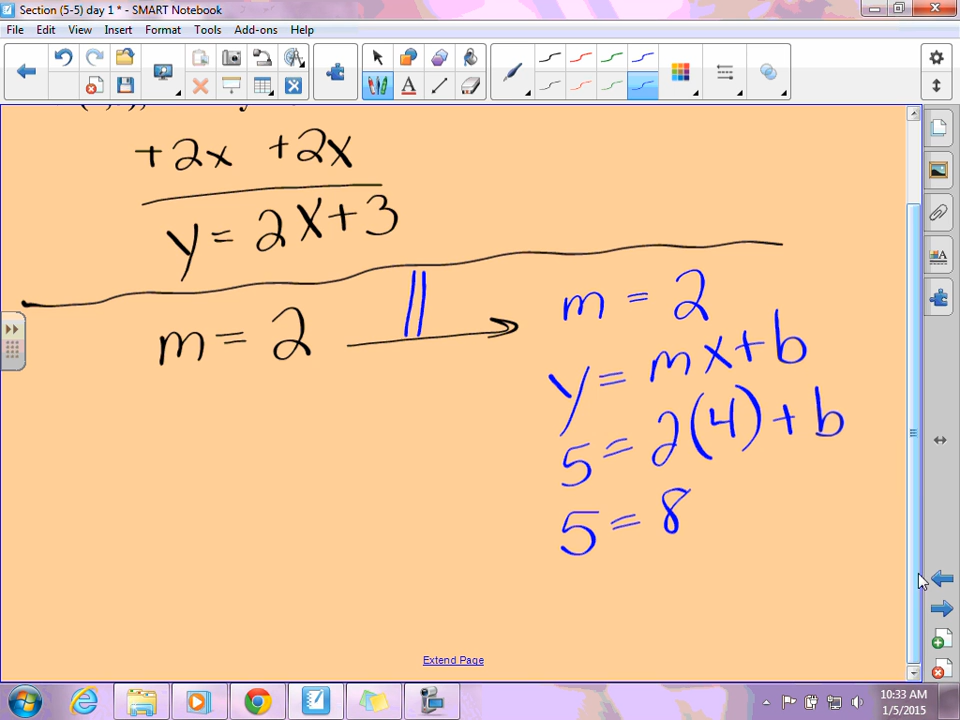 Section (5-5) day 1 * - SMART Notebook
File Edit View Insert Format Tools Add-ons Help
+2x +2x
y = 2x+3
m = 2
m = 2
y = mx+b
5 = 2(4) + b
5 = 8
Extend Page
10:33 AM
1/5/2015